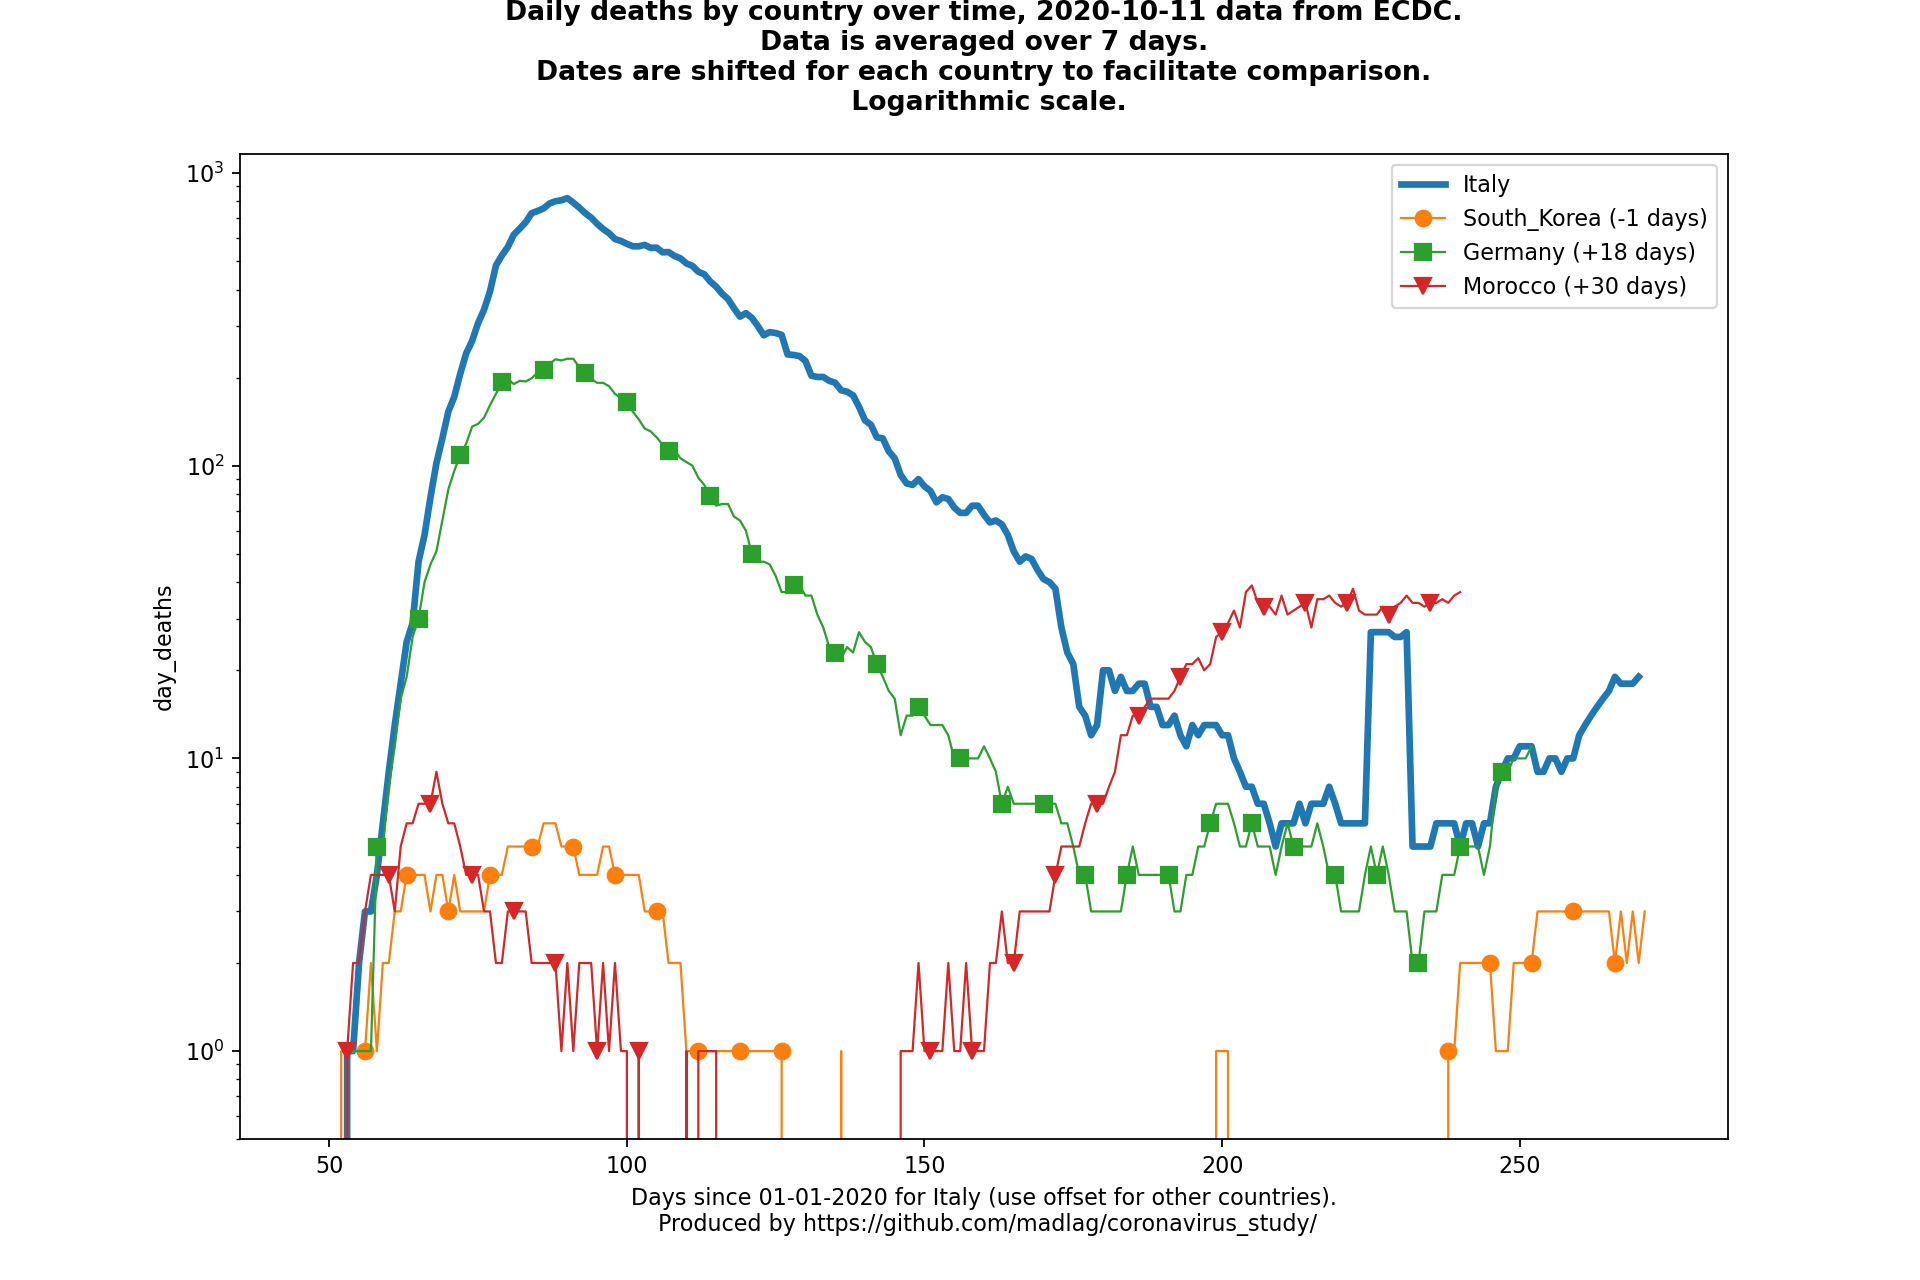 Daily deaths by country over time, 2020-10-11 data from ECDC.
Data is averaged over 7 days.
Dates are shifted for each country to facilitate comparison.
Logarithmic scale.
10³
10²
10¹
10⁰
day_deaths
Italy
South_Korea (-1 days)
Germany (+18 days)
Morocco (+30 days)
50 100 150 200 250
Days since 01-01-2020 for Italy (use offset for other countries).
Produced by https://github.com/madlag/coronavirus_study/